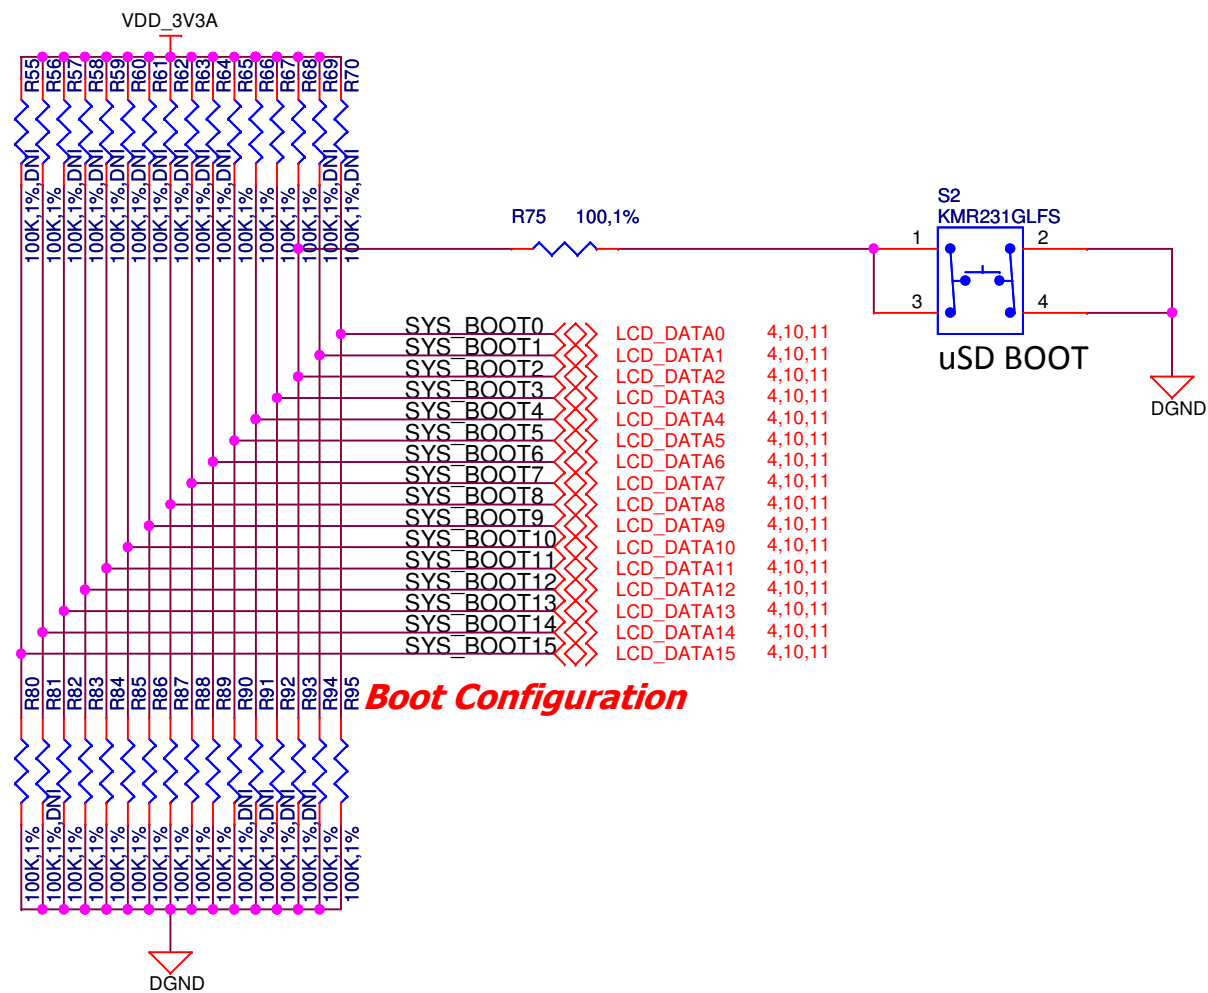 VDD_3V3A
R55
R56
R57
R58
R59
R60
R61
R62
R63
R64
R65
R66
R67
R68
R69
R70
100K,1%,DNI
100K,1%
100K,1%,DNI
100K,1%,DNI
100K,1%,DNI
100K,1%,DNI
100K,1%,DNI
100K,1%,DNI
100K,1%,DNI
100K,1%,DNI
100K,1%,DNI
100K,1%
100K,1%
100K,1%
100K,1%,DNI
100K,1%,DNI
R75 100,1%
S2
KMR231GLFS
1 2
3 4
uSD BOOT
DGND
SYS_BOOT0 LCD_DATA0 4,10,11
SYS_BOOT1 LCD_DATA1 4,10,11
SYS_BOOT2 LCD_DATA2 4,10,11
SYS_BOOT3 LCD_DATA3 4,10,11
SYS_BOOT4 LCD_DATA4 4,10,11
SYS_BOOT5 LCD_DATA5 4,10,11
SYS_BOOT6 LCD_DATA6 4,10,11
SYS_BOOT7 LCD_DATA7 4,10,11
SYS_BOOT8 LCD_DATA8 4,10,11
SYS_BOOT9 LCD_DATA9 4,10,11
SYS_BOOT10 LCD_DATA10 4,10,11
SYS_BOOT11 LCD_DATA11 4,10,11
SYS_BOOT12 LCD_DATA12 4,10,11
SYS_BOOT13 LCD_DATA13 4,10,11
SYS_BOOT14 LCD_DATA14 4,10,11
SYS_BOOT15 LCD_DATA15 4,10,11
Boot Configuration
R80
R81
R82
R83
R84
R85
R86
R87
R88
R89
R90
R91
R92
R93
R94
R95
100K,1%
100K,1%,DNI
100K,1%
100K,1%
100K,1%
100K,1%
100K,1%
100K,1%
100K,1%
100K,1%
100K,1%,DNI
100K,1%,DNI
100K,1%,DNI
100K,1%,DNI
100K,1%
100K,1%
DGND